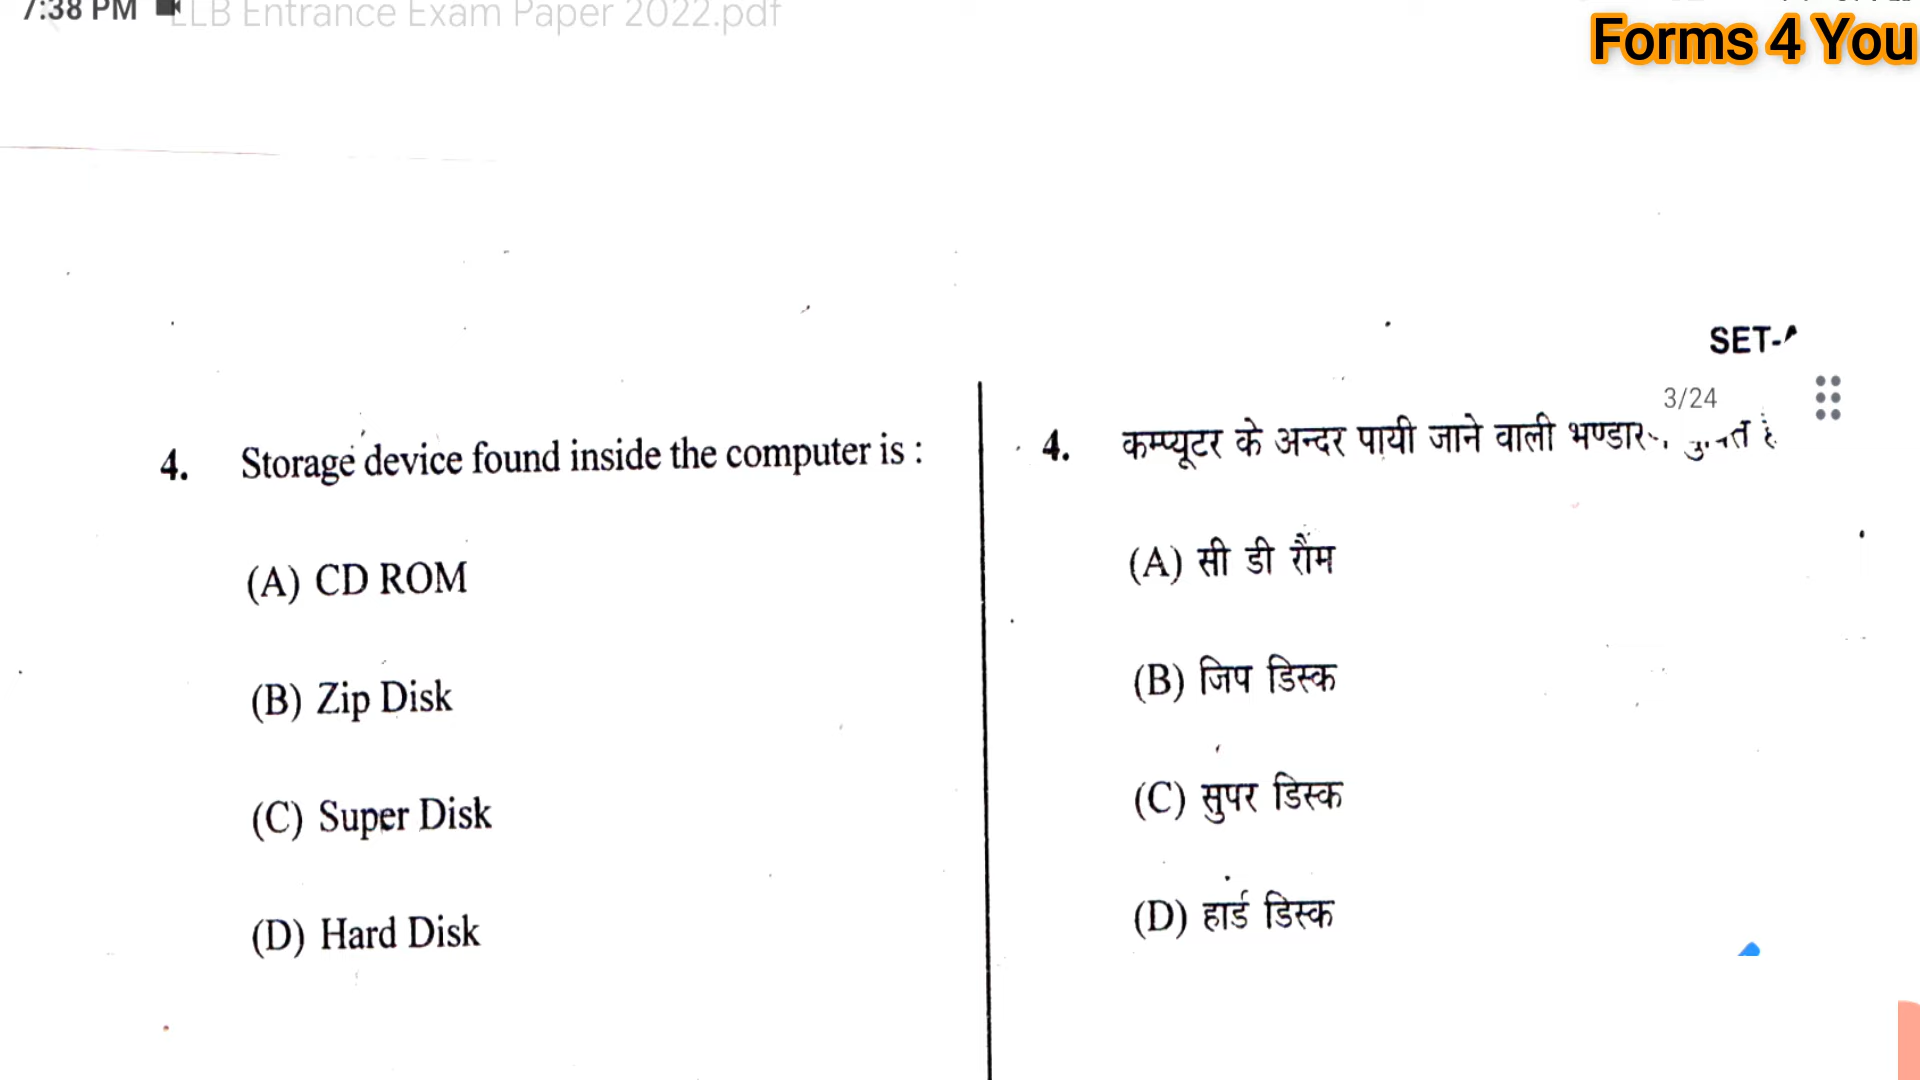 7:38 PM
LLB Entrance Exam Paper 2022.pdf
Forms 4 You
SET-
3/24
4. Storage device found inside the computer is :
(A) CD ROM
(B) Zip Disk
(C) Super Disk
(D) Hard Disk
4. कम्प्यूटर के अन्दर पायी जाने वाली
(A) सी डी रौम
(B) जिप डिस्क
(C) सुपर डिस्क
(D) हार्ड डिस्क